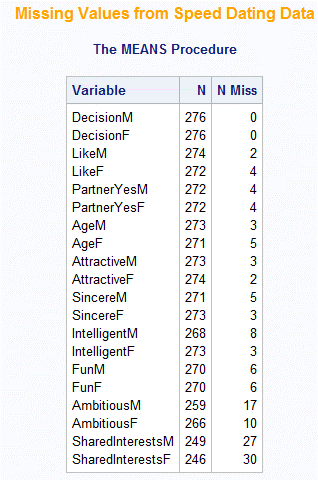 Missing Values from Speed Dating Data
The MEANS Procedure
Variable N N Miss
DecisionM 276 0
DecisionF 276 0
LikeM 274 2
LikeF 272 4
PartnerYesM 272 4
PartnerYesF 272 4
AgeM 273 3
AgeF 271 5
AttractiveM 273 3
AttractiveF 274 2
SincereM 271 5
SincereF 273 3
IntelligentM 268 8
IntelligentF 273 3
FunM 270 6
FunF 270 6
AmbitiousM 259 17
AmbitiousF 266 10
SharedInterestsM 249 27
SharedInterestsF 246 30